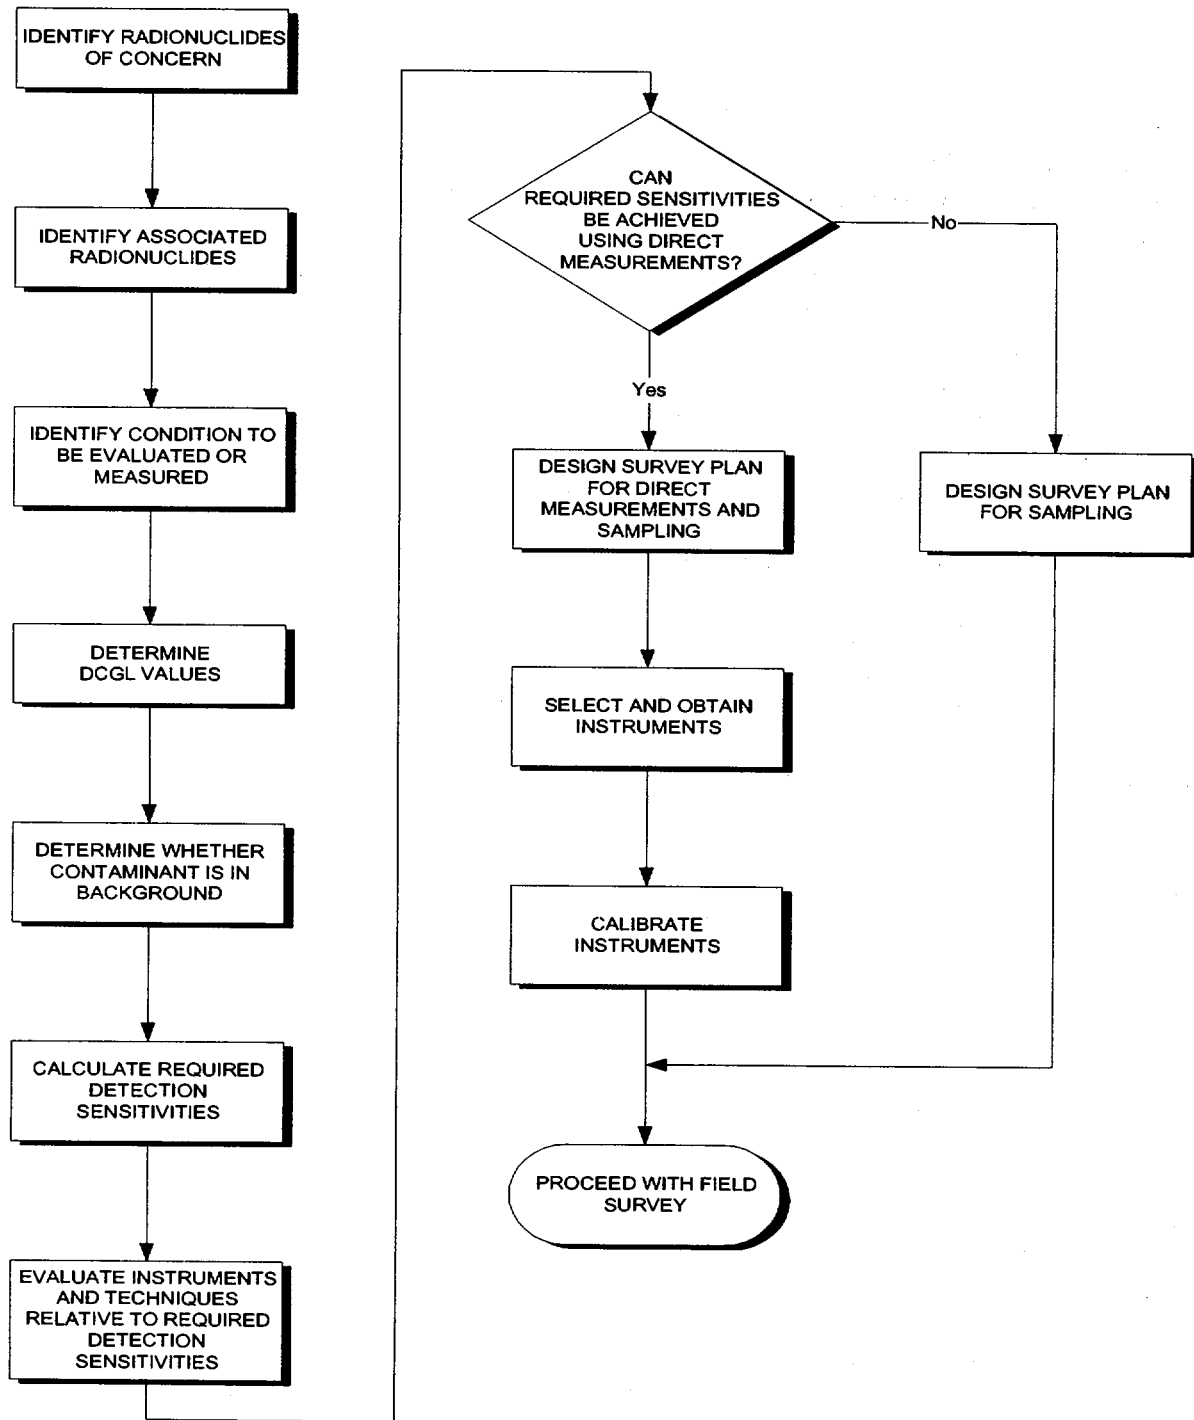 IDENTIFY RADIONUCLIDES
OF CONCERN
IDENTIFY ASSOCIATED
RADIONUCLIDES
IDENTIFY CONDITION TO
BE EVALUATED OR
MEASURED
DETERMINE
DCGL VALUES
DETERMINE WHETHER
CONTAMINANT IS IN
BACKGROUND
CALCULATE REQUIRED
DETECTION
SENSITIVITIES
EVALUATE INSTRUMENTS
AND TECHNIQUES
RELATIVE TO REQUIRED
DETECTION
SENSITIVITIES
CAN
REQUIRED SENSITIVITIES
BE ACHIEVED
USING DIRECT
MEASUREMENTS?
No
Yes
DESIGN SURVEY PLAN
FOR DIRECT
MEASUREMENTS AND
SAMPLING
DESIGN SURVEY PLAN
FOR SAMPLING
SELECT AND OBTAIN
INSTRUMENTS
CALIBRATE
INSTRUMENTS
PROCEED WITH FIELD
SURVEY